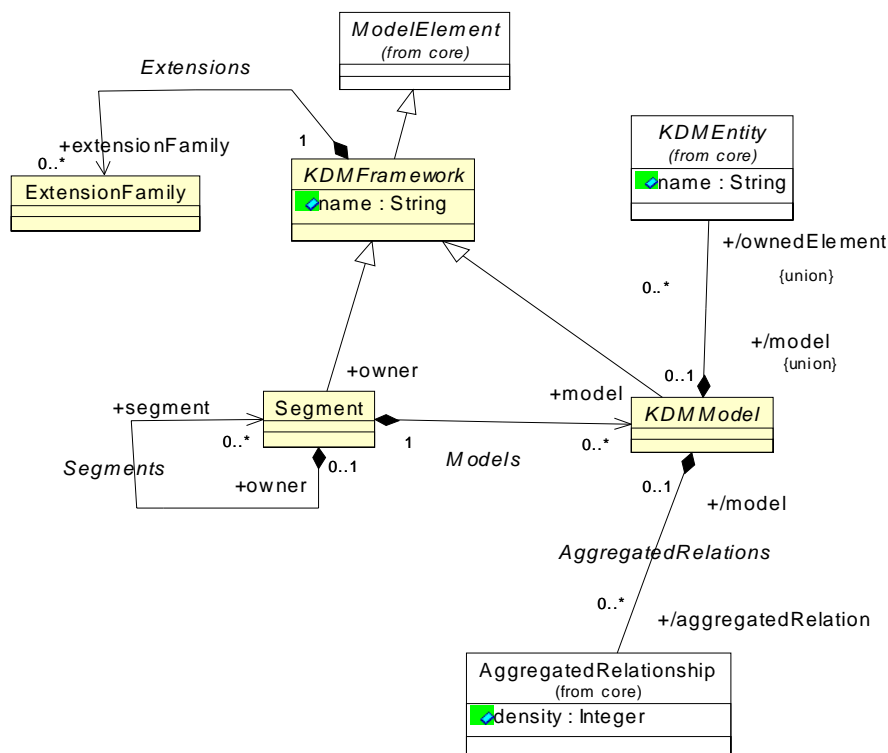 ModelElement
(from core)
Extensions
+extensionFamily
0..*
1
ExtensionFamily
KDMFramework
name : String
KDMEntity
(from core)
name : String
+/ownedElement
{union}
0..*
+/model
{union}
0..1
+owner
+model
+segment
Segment
KDMModel
0..*
0..1
1
0..*
Segments
+owner
Models
0..1
+/model
AggregatedRelations
0..*
+/aggregatedRelation
AggregatedRelationship
(from core)
density : Integer